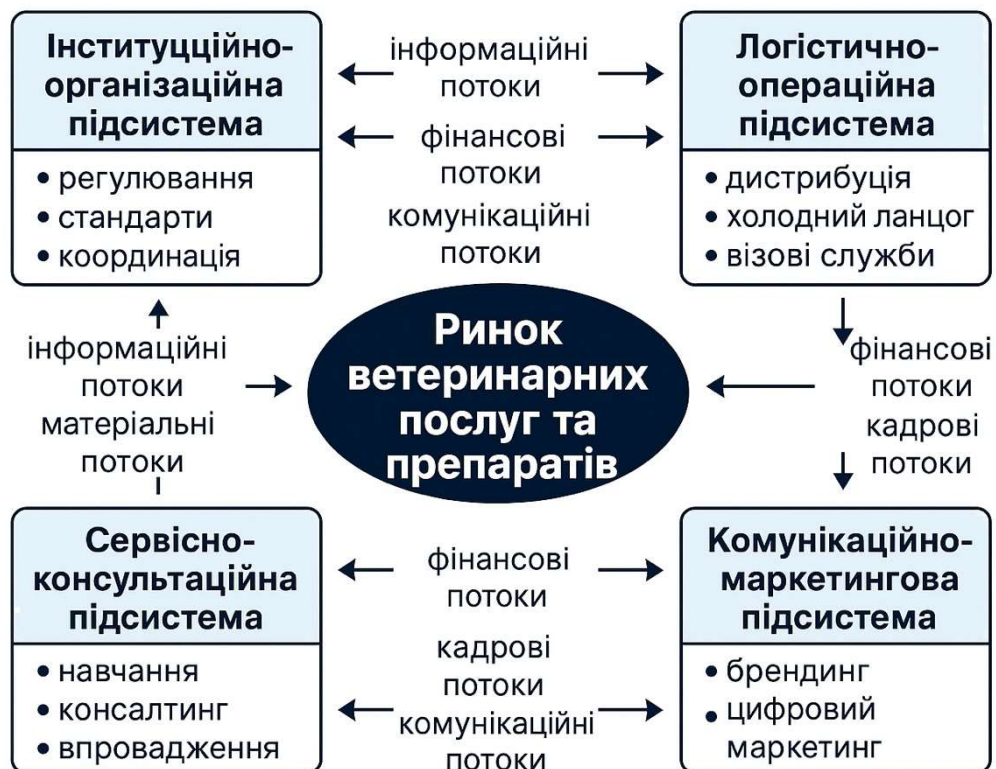 Інституцційно-
організаційна
підсистема
• регулювання
• стандарти
• координація
інформаційні
потоки
фінансові
потоки
комунікаційні
потоки
Логістично-
операційна
підсистема
• дистрибуція
• холодний ланцог
• візові служби
інформаційні
потоки
матеріальні
потоки
Ринок
ветеринарних
послуг та
препаратів
фінансові
потоки
кадрові
потоки
Сервісно-
консультаційна
підсистема
• навчання
• консалтинг
• впровадження
фінансові
потоки
кадрові
потоки
комунікаційні
потоки
Комунікаційно-
маркетингова
підсистема
• брендинг
• цифровий
маркетинг